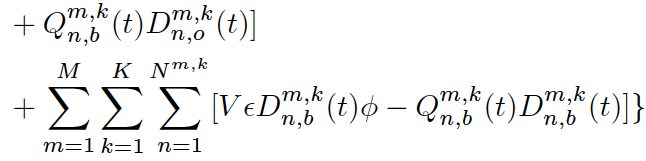 + Q_{n,b}^{m,k}(t)D_{n,o}^{m,k}(t)]
+ \sum_{m=1}^{M} \sum_{k=1}^{K} \sum_{n=1}^{N^{m,k}} [V\epsilon D_{n,b}^{m,k}(t)\phi - Q_{n,b}^{m,k}(t)D_{n,b}^{m,k}(t)]\}